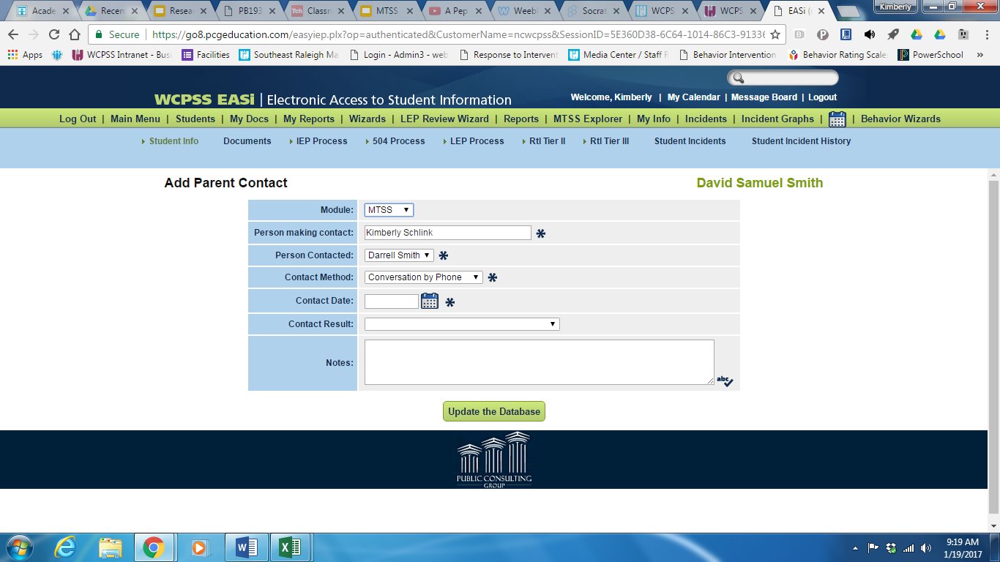 Acade
Recen
Resea
PB193
Tch Classr
MTSS
A Pep
Weeb
Socrat
WCPS
WCPS
EASi (
Kimberly
Secure | https://go8.pcgeducation.com/easyiep.plx?op=authenticated&CustomerName=ncwcpss&SessionID=5E360D38-6C64-1014-86C3-91336
Apps WCPSS Intranet - Busi Facilities Southeast Raleigh Ma Login - Admin3 - web Response to Intervent Media Center / Staff R Behavior Intervention Behavior Rating Scale PowerSchool »
WCPSS EASi | Electronic Access to Student Information
Welcome, Kimberly | My Calendar | Message Board | Logout
Log Out | Main Menu | Students | My Docs | My Reports | Wizards | LEP Review Wizard | Reports | MTSS Explorer | My Info | Incidents | Incident Graphs | | Behavior Wizards
Student Info Documents IEP Process 504 Process LEP Process RtI Tier II RtI Tier III Student Incidents Student Incident History
Add Parent Contact
David Samuel Smith
Module: MTSS
Person making contact: Kimberly Schlink
Person Contacted: Darrell Smith
Contact Method: Conversation by Phone
Contact Date:
Contact Result:
Notes:
abc
Update the Database
PUBLIC CONSULTING
GROUP
9:19 AM
1/19/2017